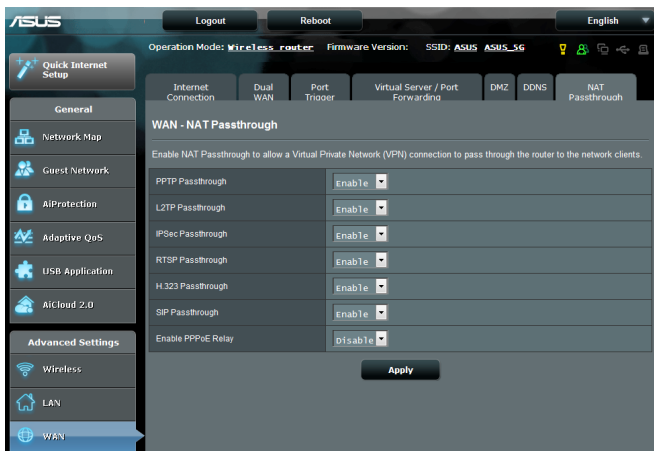 ASUS
Logout
Reboot
English
Operation Mode: Wireless router Firmware Version: SSID: ASUS ASUS_5G
Quick Internet
Setup
General
Network Map
Guest Network
AiProtection
Adaptive QoS
USB Application
AiCloud 2.0
Advanced Settings
Wireless
LAN
WAN
Internet
Connection
Dual
WAN
Port
Trigger
Virtual Server / Port
Forwarding
DMZ
DDNS
NAT
Passthrough
WAN - NAT Passthrough
Enable NAT Passthrough to allow a Virtual Private Network (VPN) connection to pass through the router to the network clients.
PPTP Passthrough Enable
L2TP Passthrough Enable
IPSec Passthrough Enable
RTSP Passthrough Enable
H.323 Passthrough Enable
SIP Passthrough Enable
Enable PPPoE Relay Disable
Apply